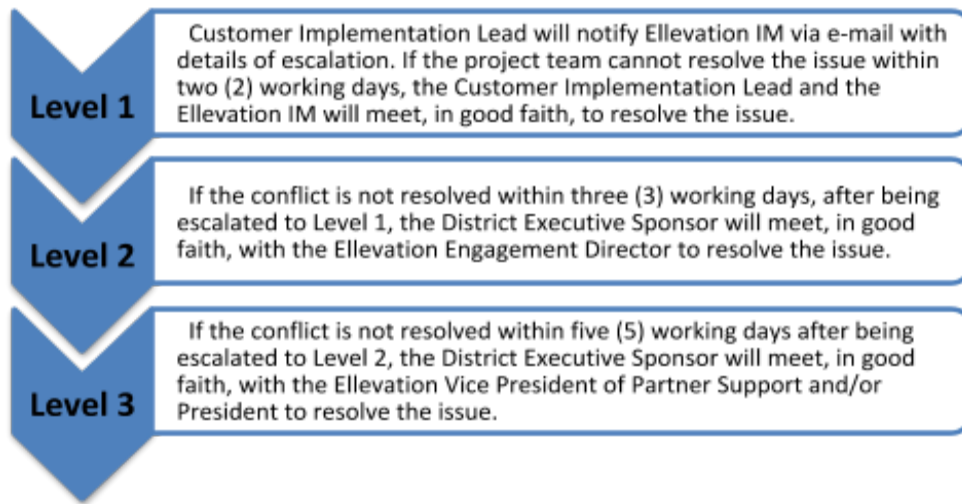 Level 1
Customer Implementation Lead will notify Ellevation IM via e-mail with
details of escalation. If the project team cannot resolve the issue within
two (2) working days, the Customer Implementation Lead and the
Ellevation IM will meet, in good faith, to resolve the issue.
Level 2
If the conflict is not resolved within three (3) working days, after being
escalated to Level 1, the District Executive Sponsor will meet, in good
faith, with the Ellevation Engagement Director to resolve the issue.
Level 3
If the conflict is not resolved within five (5) working days after being
escalated to Level 2, the District Executive Sponsor will meet, in good
faith, with the Ellevation Vice President of Partner Support and/or
President to resolve the issue.